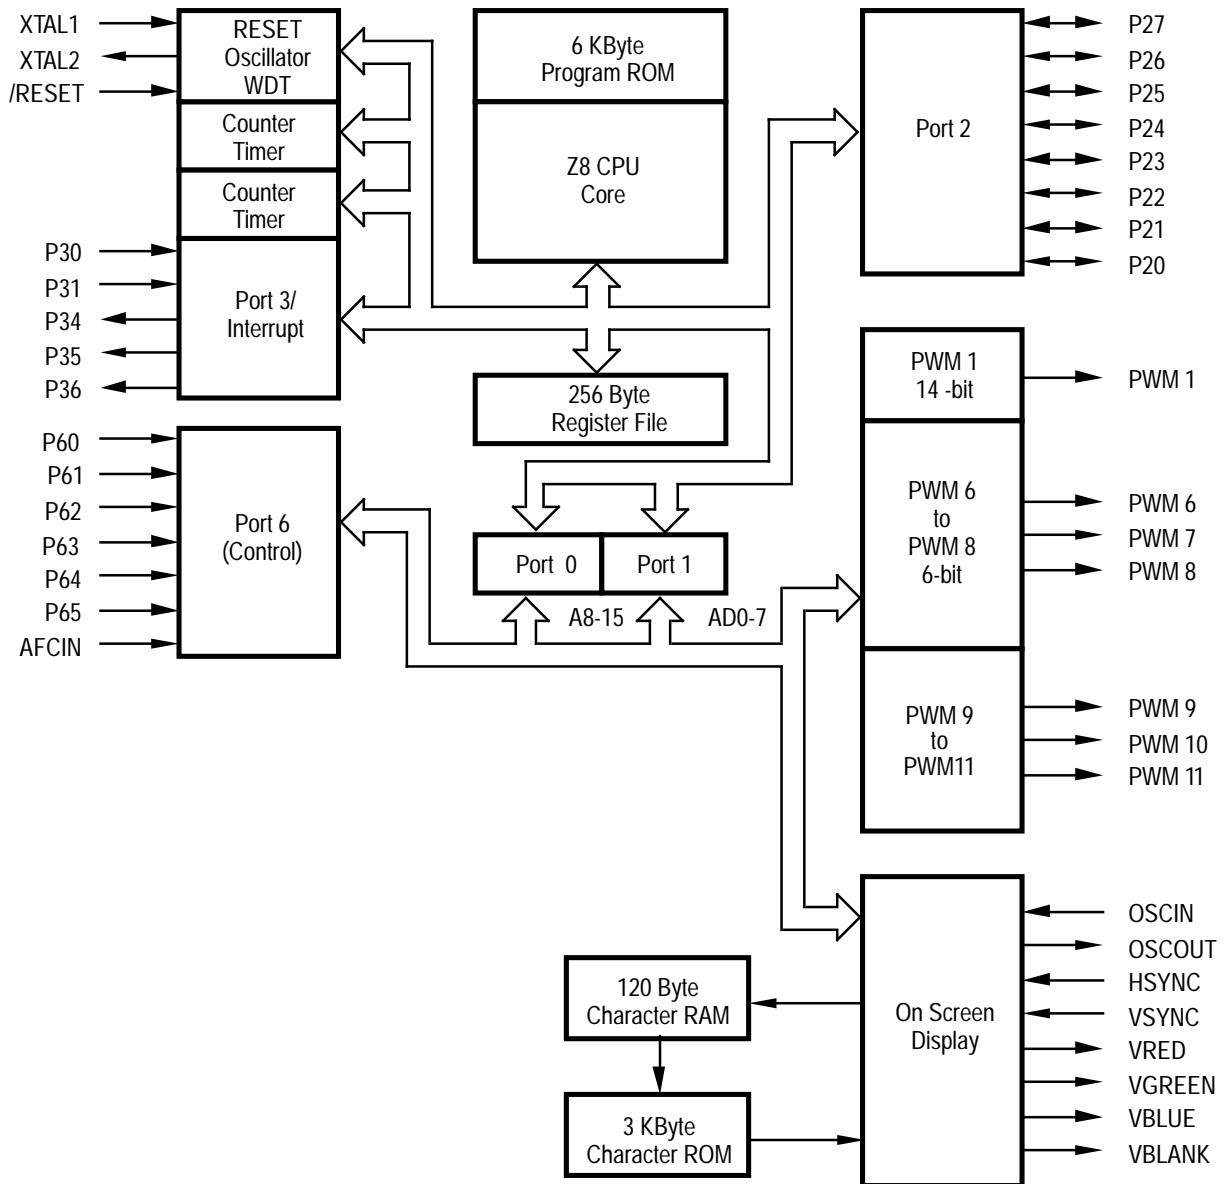 XTAL1
XTAL2
/RESET
RESET
Oscillator
WDT
Counter
Timer
Counter
Timer
P30
P31
P34
P35
P36
Port 3/
Interrupt
P60
P61
P62
P63
P64
P65
AFCIN
Port 6
(Control)
6 KByte
Program ROM
Z8 CPU
Core
256 Byte
Register File
Port 0
Port 1
A8-15
AD0-7
Port 2
P27
P26
P25
P24
P23
P22
P21
P20
PWM 1
14 -bit
PWM 1
PWM 6
to
PWM 8
6-bit
PWM 6
PWM 7
PWM 8
PWM 9
to
PWM11
PWM 9
PWM 10
PWM 11
120 Byte
Character RAM
3 KByte
Character ROM
On Screen
Display
OSCIN
OSCOUT
HSYNC
VSYNC
VRED
VGREEN
VBLUE
VBLANK